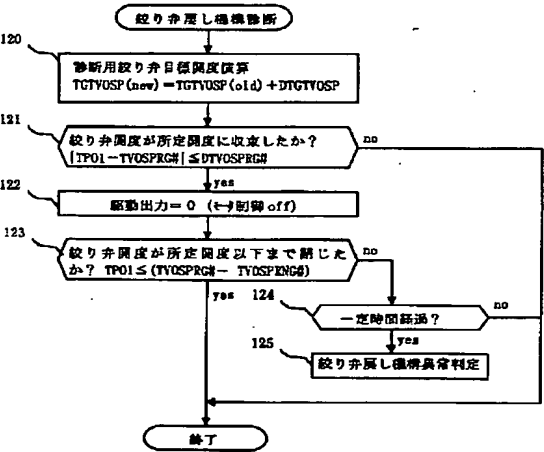 絞り弁戻し機構診断
120
診断用絞り弁目標開度演算
TGTVOSP(new)=TGTVOSP(old)+DTGTVOSP
121
絞り弁開度が所定開度に収束したか?
|TPO1-TVOSPRG#|≦DTVOSPRG#
no
yes
122
駆動出力=0 (ﾓｰﾀ制御off)
123
絞り弁開度が所定開度以下まで閉じた
か? TPO1≦(TVOSPRG#- TVOSPRNG#)
no
yes
124
一定時間経過?
no
yes
125
絞り弁戻し機構異常判定
終了